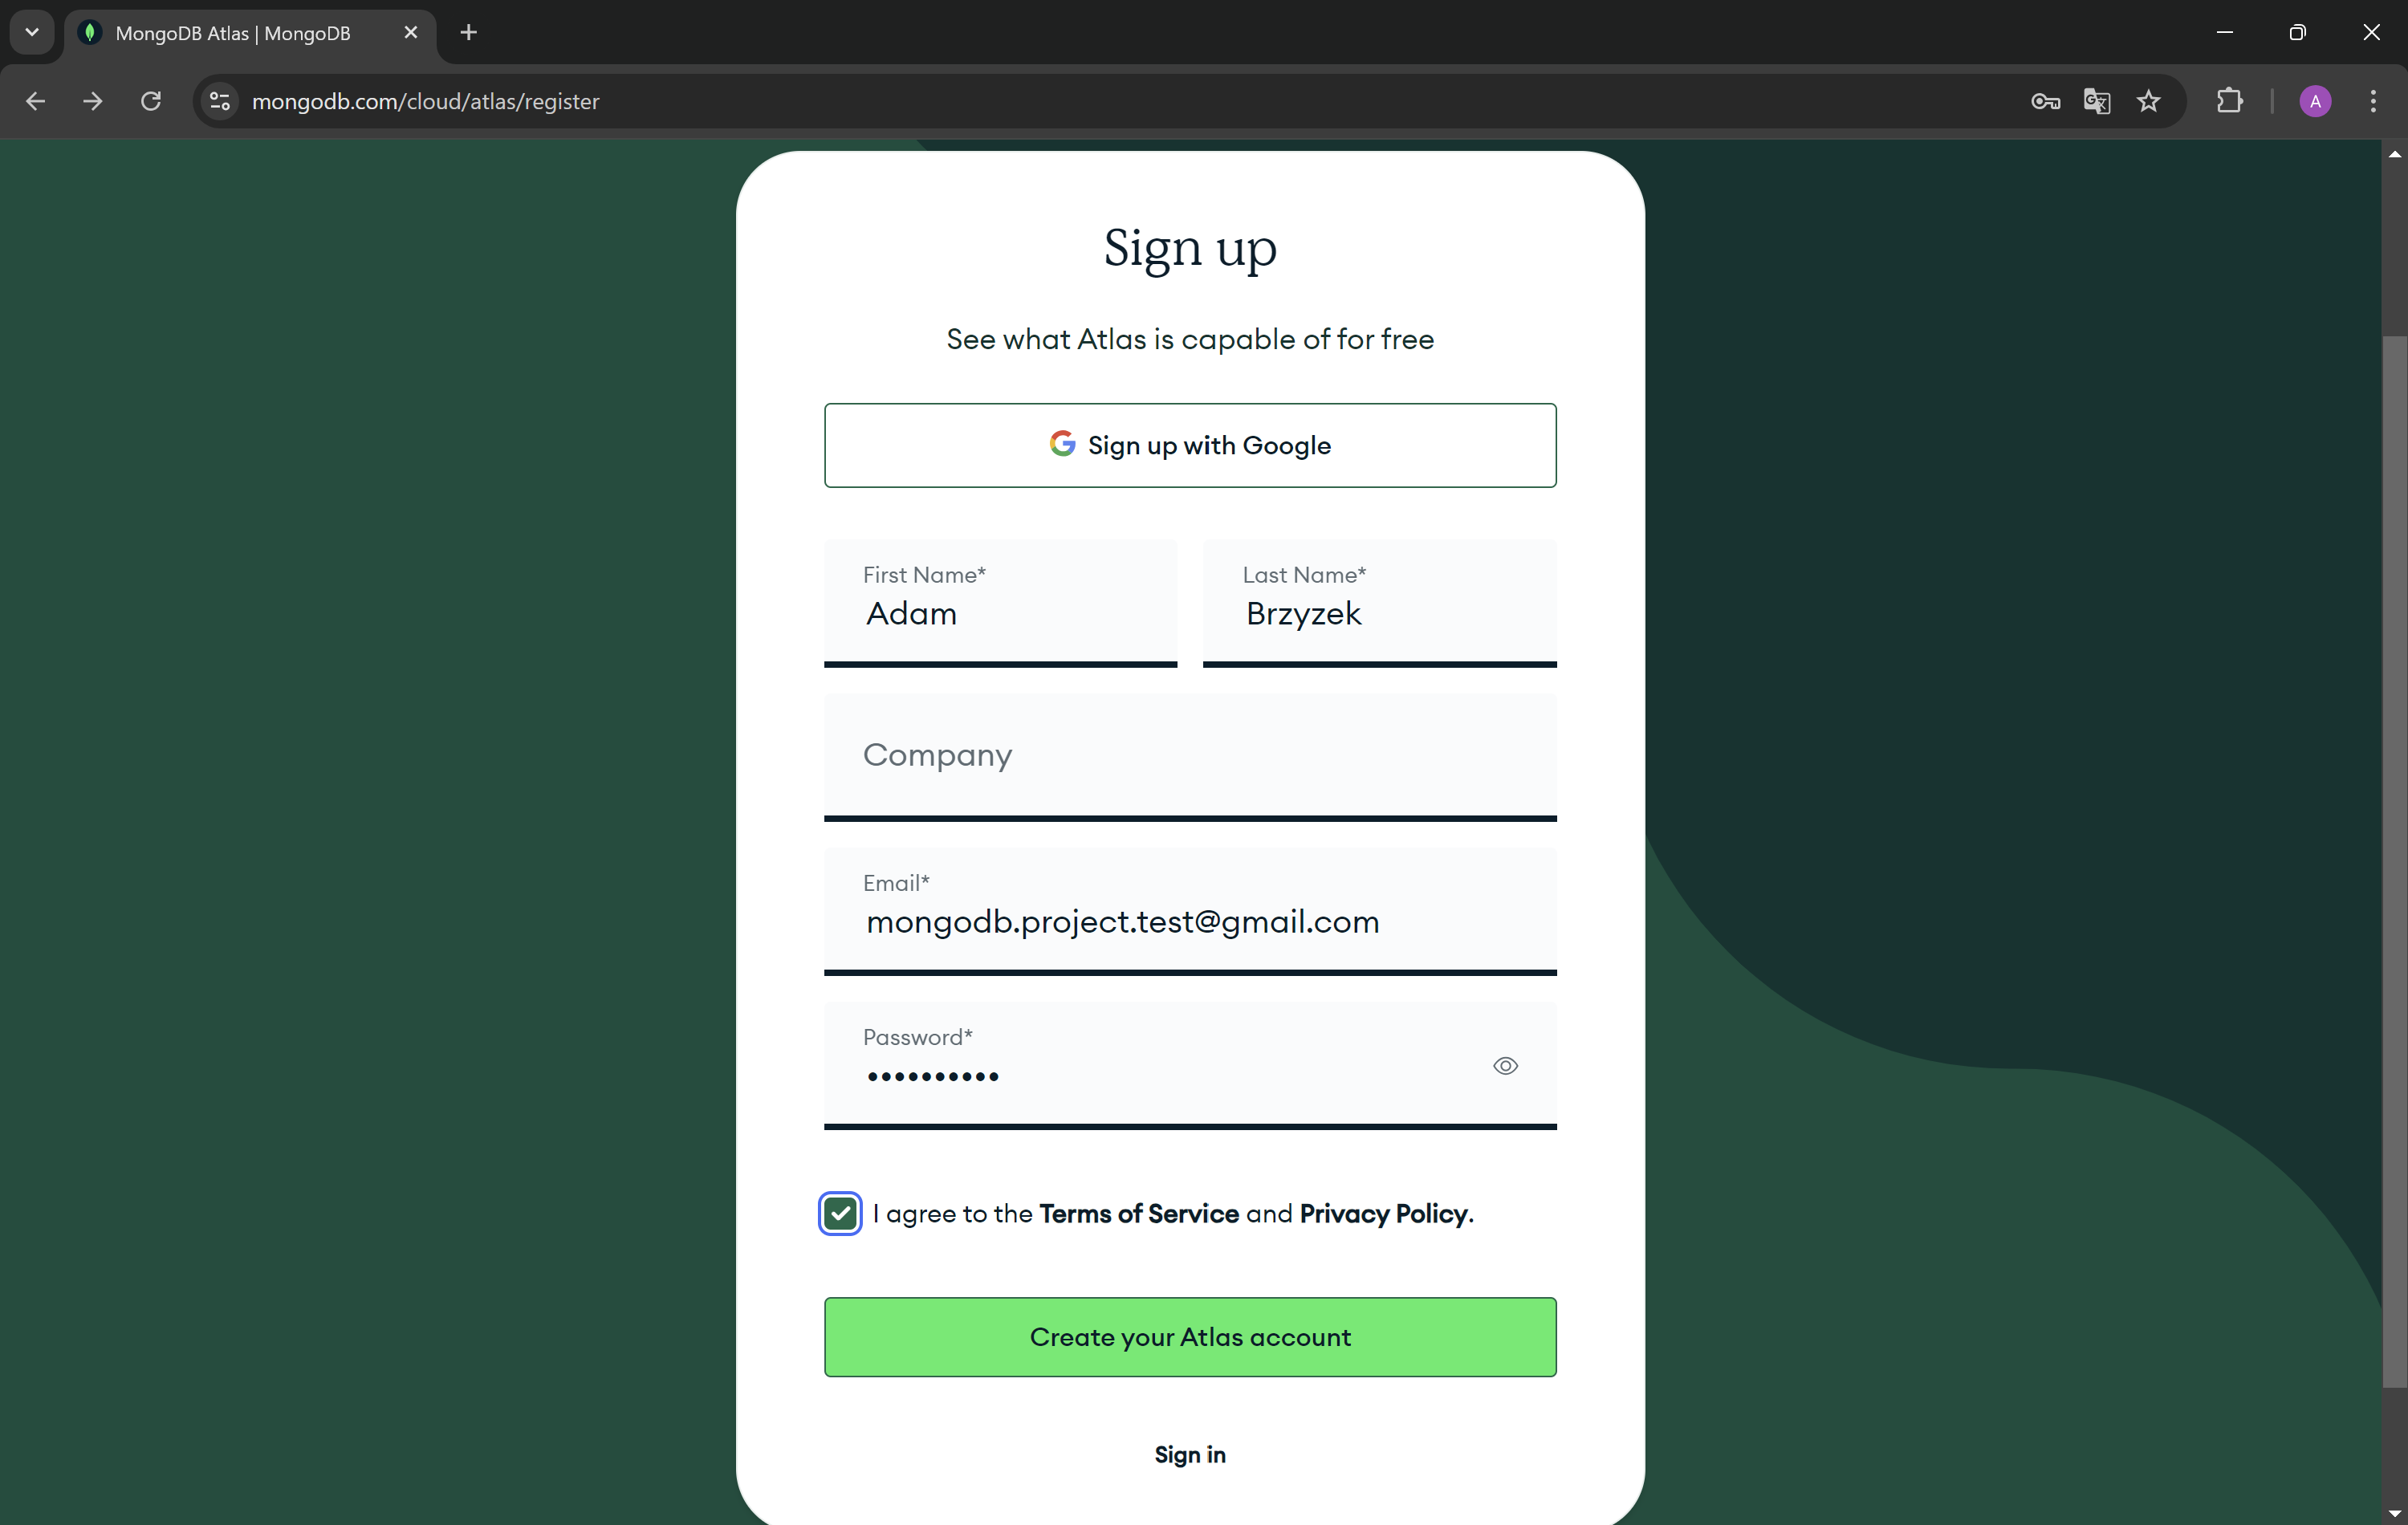 MongoDB Atlas | MongoDB
mongodb.com/cloud/atlas/register
A
Sign up
See what Atlas is capable of for free
Sign up with Google
First Name*
Adam
Last Name*
Brzyzek
Company
Email*
mongodb.project.test@gmail.com
Password*
••••••••••
I agree to the Terms of Service and Privacy Policy.
Create your Atlas account
Sign in